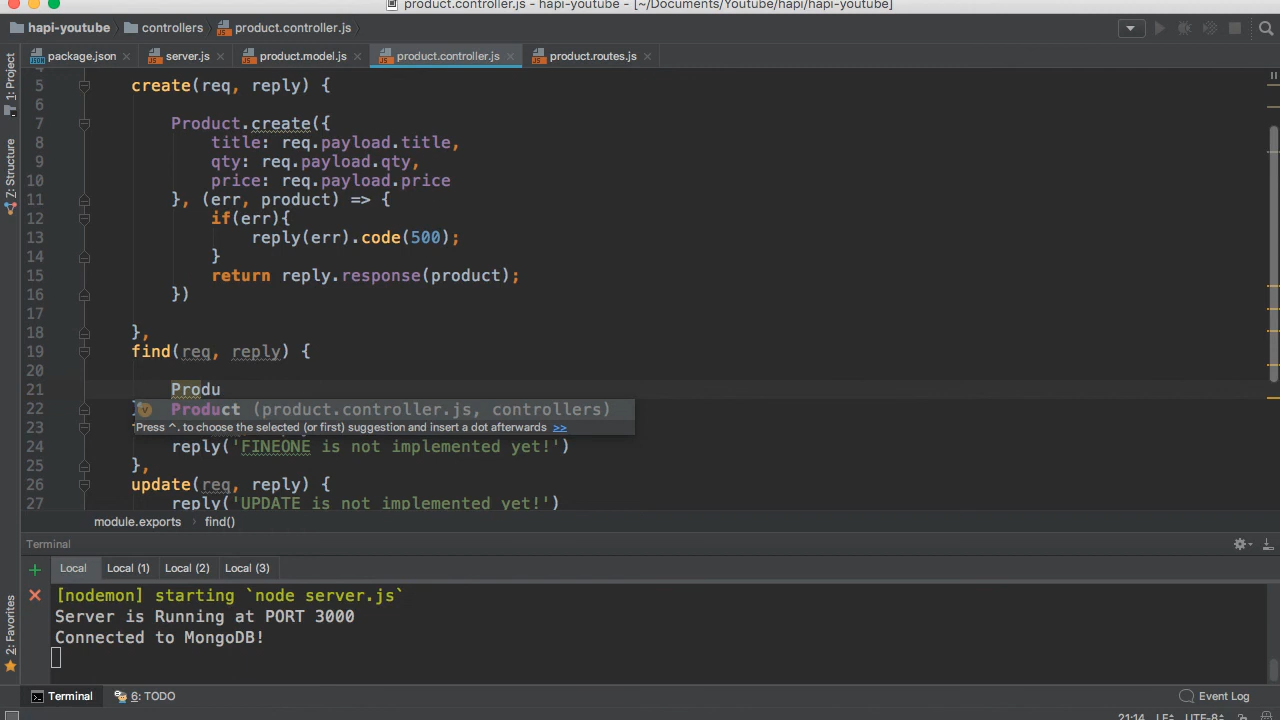 product.controller.js - hapi-youtube - [~/Documents/Youtube/hapi/hapi-youtube]
hapi-youtube controllers product.controller.js
package.json server.js product.model.js product.controller.js product.routes.js
1: Project
Z: Structure
2: Favorites
5 create(req, reply) {
6
7 Product.create({
8 title: req.payload.title,
9 qty: req.payload.qty,
10 price: req.payload.price
11 }, (err, product) => {
12 if(err){
13 reply(err).code(500);
14 }
15 return reply.response(product);
16 })
17
18 },
19 find(req, reply) {
20
21 Produ
22 }
Product (product.controller.js, controllers)
23
Press ^. to choose the selected (or first) suggestion and insert a dot afterwards >>
24 reply('FINEONE is not implemented yet!')
25 },
26 update(req, reply) {
27 reply('UPDATE is not implemented yet!')
module.exports find()
Terminal
Local Local (1) Local (2) Local (3)
[nodemon] starting `node server.js`
Server is Running at PORT 3000
Connected to MongoDB!
Terminal 6: TODO Event Log
21:14 LF UTF-8